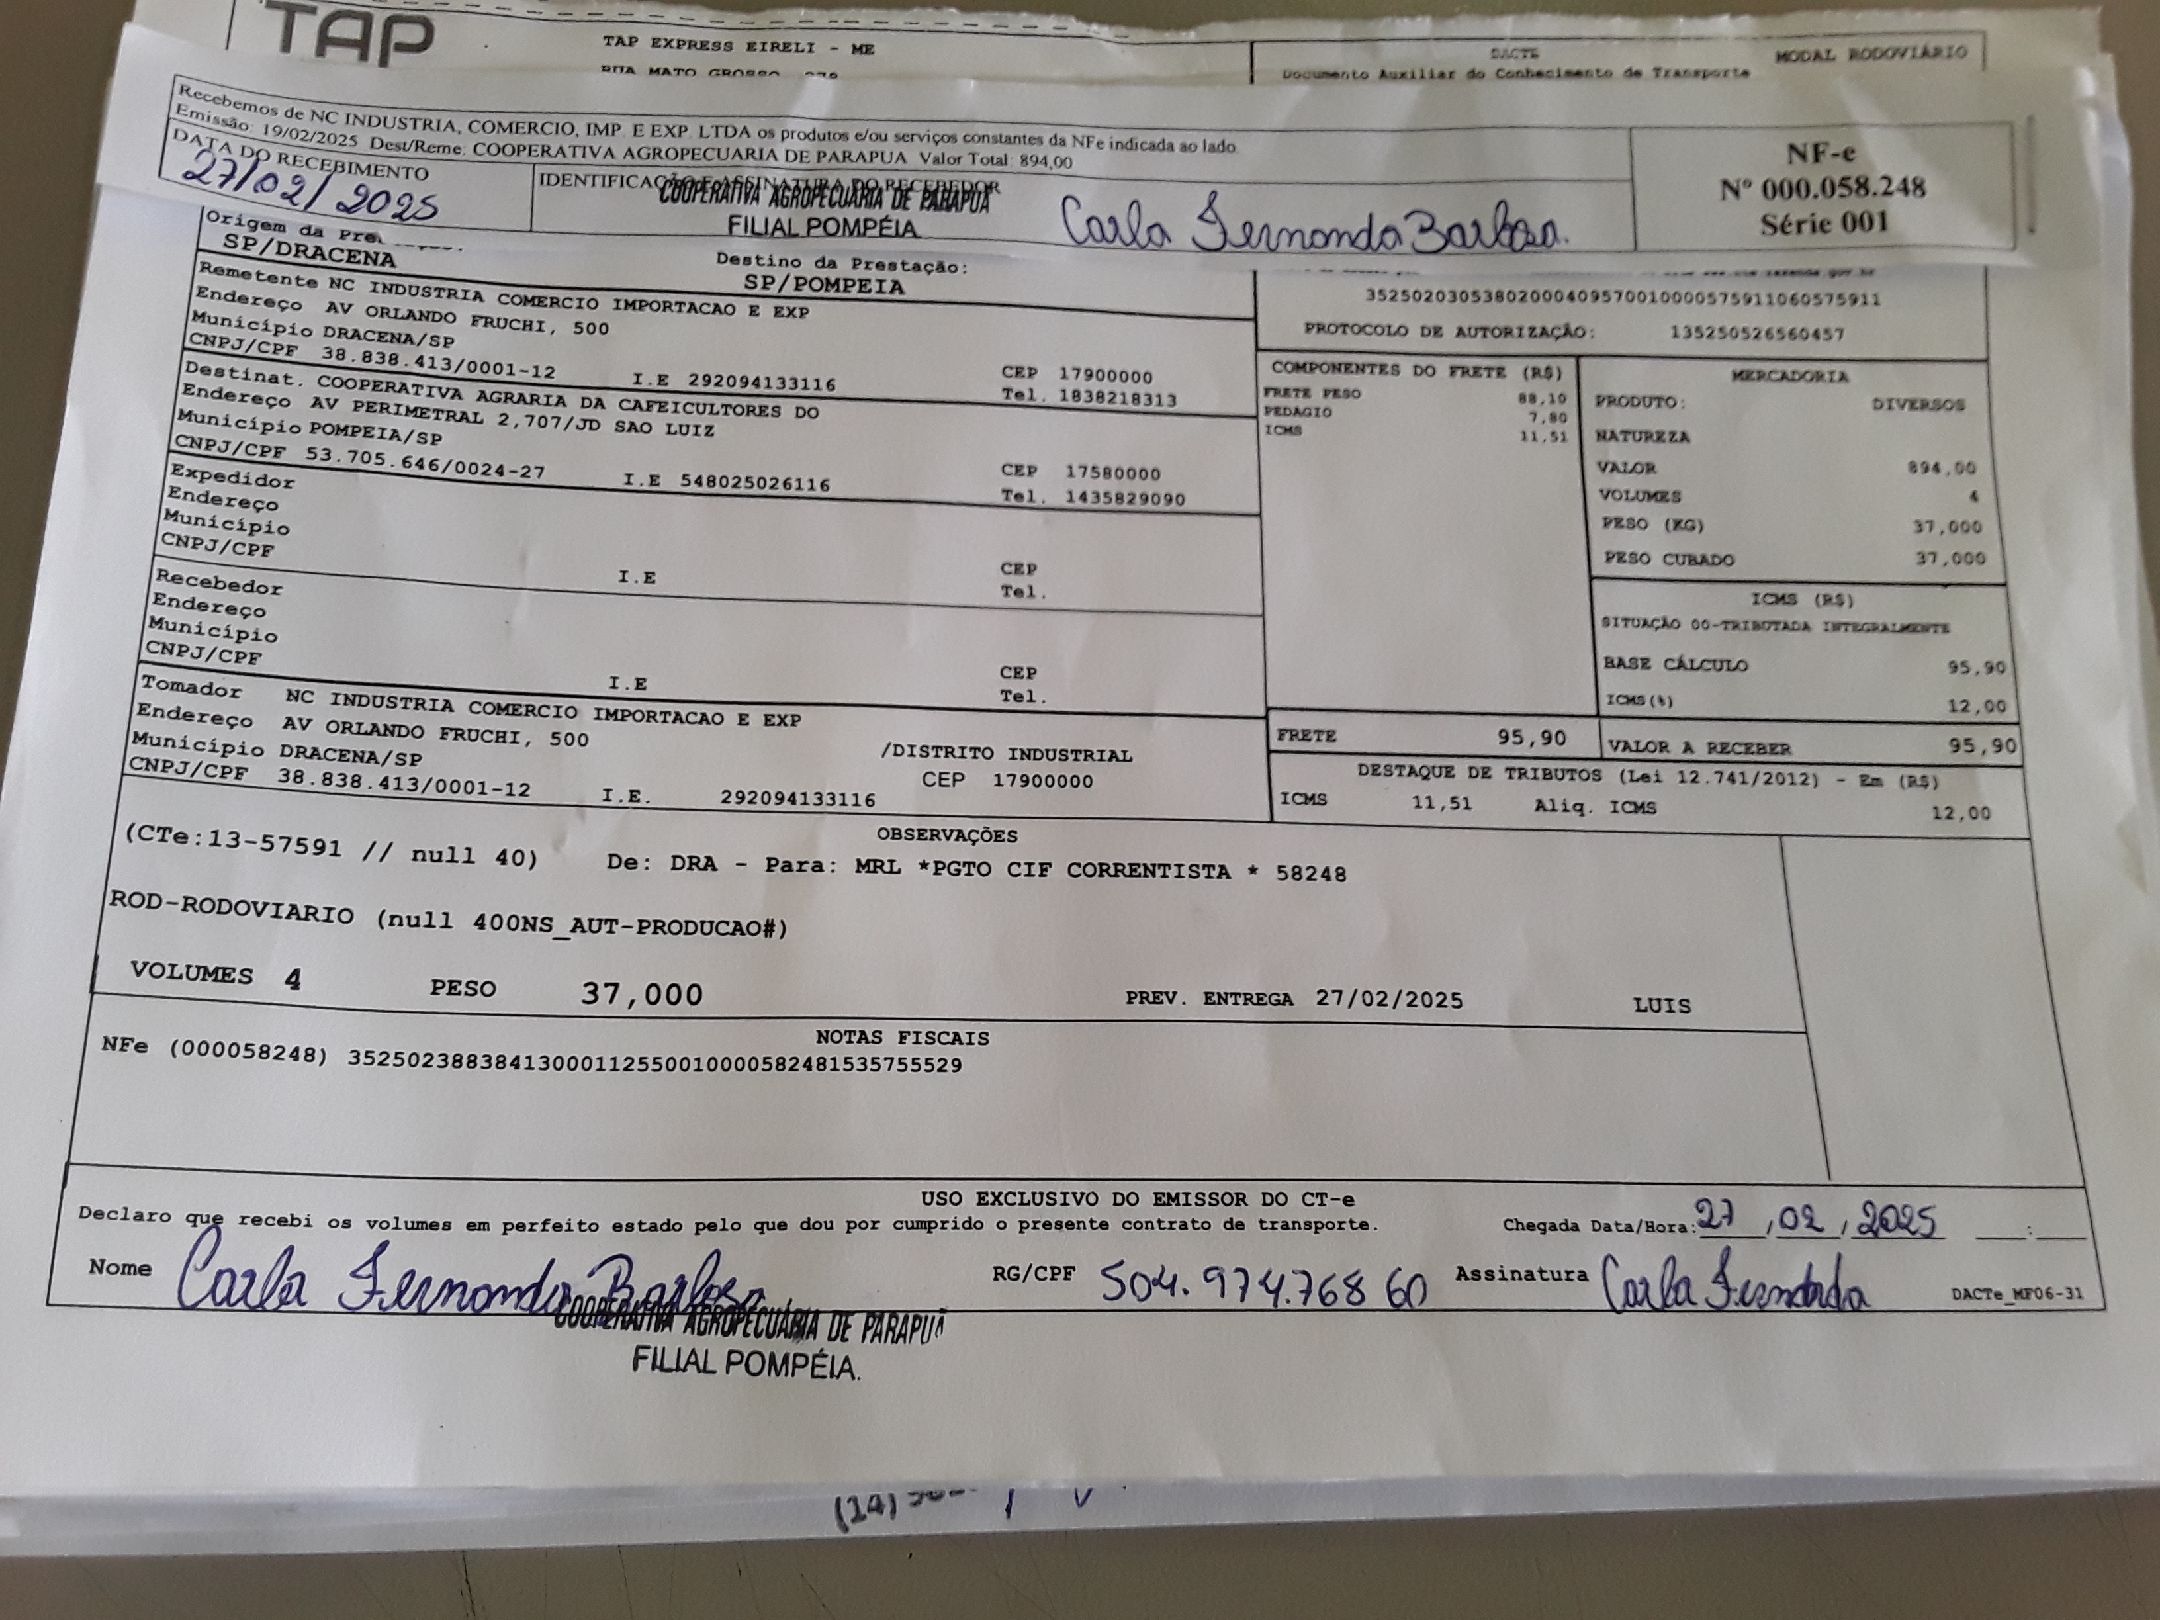 TAP
TAP EXPRESS EIRELI - ME
RUA MATO GROSSO
DACTE
MODAL RODOVIÁRIO
Documento Auxiliar do Conhecimento de Transporte
Recebemos de NC INDUSTRIA, COMERCIO, IMP. E EXP. LTDA os produtos e/ou serviços constantes da NFe indicada ao lado.
Emissão: 19/02/2025 Dest/Reme: COOPERATIVA AGROPECUARIA DE PARAPUA Valor Total: 894,00
DATA DO RECEBIMENTO
27/02/2025
IDENTIFICAÇÃO E ASSINATURA DO RECEBEDOR
COOPERATIVA AGROPECUÁRIA DE PARAPUÃ
FILIAL POMPÉIA
Carla Fernanda Barbosa.
NF-e
Nº 000.058.248
Série 001
Origem da
SP/DRACENA
Destino da Prestação:
SP/POMPEIA
35250203053802000409570010000575911060575911
PROTOCOLO DE AUTORIZAÇÃO: 135250526560457
Remetente NC INDUSTRIA COMERCIO IMPORTACAO E EXP
Endereço AV ORLANDO FRUCHI, 500
Município DRACENA/SP CEP 17900000
CNPJ/CPF 38.838.413/0001-12 I.E 292094133116 Tel. 1838218313
Destinat. COOPERATIVA AGRARIA DA CAFEICULTORES DO
Endereço AV PERIMETRAL 2,707/JD SAO LUIZ
Município POMPEIA/SP CEP 17580000
CNPJ/CPF 53.705.646/0024-27 I.E 548025026116 Tel. 1435829090
Expedidor
Endereço
Município CEP
CNPJ/CPF I.E Tel.
Recebedor
Endereço
Município CEP
CNPJ/CPF I.E Tel.
Tomador NC INDUSTRIA COMERCIO IMPORTACAO E EXP
Endereço AV ORLANDO FRUCHI, 500 /DISTRITO INDUSTRIAL
Município DRACENA/SP CEP 17900000
CNPJ/CPF 38.838.413/0001-12 I.E. 292094133116
COMPONENTES DO FRETE (R$)
FRETE PESO 88,10
PEDAGIO 7,80
ICMS 11,51
MERCADORIA
PRODUTO: DIVERSOS
NATUREZA
VALOR 894,00
VOLUMES 4
PESO (KG) 37,000
PESO CUBADO 37,000
ICMS (R$)
SITUAÇÃO 00-TRIBUTADA INTEGRALMENTE
BASE CÁLCULO 95,90
ICMS(%) 12,00
FRETE 95,90
VALOR A RECEBER 95,90
DESTAQUE DE TRIBUTOS (Lei 12.741/2012) - Em (R$)
ICMS 11,51 Aliq. ICMS 12,00
OBSERVAÇÕES
(CTe:13-57591 // null 40) De: DRA - Para: MRL *PGTO CIF CORRENTISTA * 58248
ROD-RODOVIARIO (null 400NS_AUT-PRODUCAO#)
VOLUMES 4 PESO 37,000 PREV. ENTREGA 27/02/2025 LUIS
NOTAS FISCAIS
NFe (000058248) 35250238838413000112550010000582481535755529
USO EXCLUSIVO DO EMISSOR DO CT-e
Declaro que recebi os volumes em perfeito estado pelo que dou por cumprido o presente contrato de transporte.
Chegada Data/Hora: 27/02/2025 :
Nome Carla Fernanda Barbosa
RG/CPF 504.974.768 60
Assinatura Carla Fernanda
DACTe_MF06-31
COOPERATIVA AGROPECUÁRIA DE PARAPUÃ
FILIAL POMPÉIA.